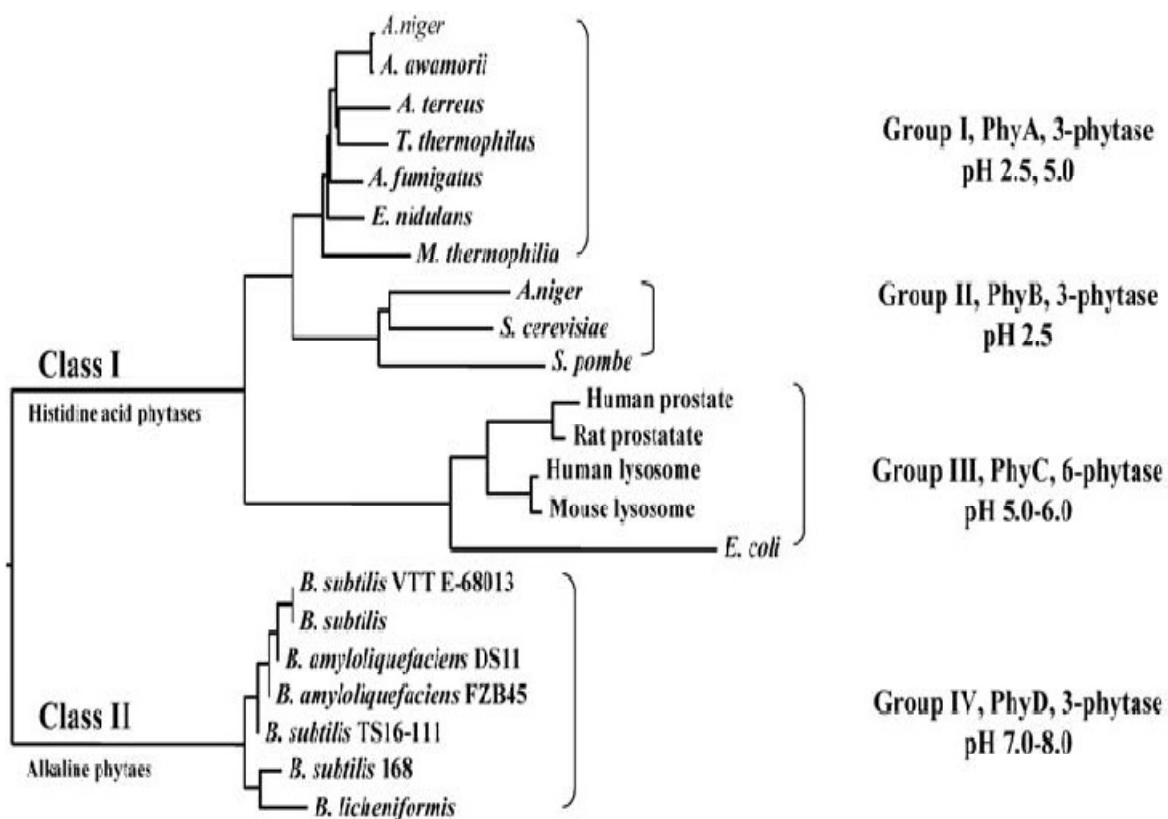 A.niger
A. awamorii
A. terreus
T. thermophilus
A. fumigatus
E. nidulans
M. thermophilia
Group I, PhyA, 3-phytase
pH 2.5, 5.0
A.niger
S. cerevisiae
S. pombe
Group II, PhyB, 3-phytase
pH 2.5
Class I
Histidine acid phytases
Human prostate
Rat prostatate
Human lysosome
Mouse lysosome
E. coli
Group III, PhyC, 6-phytase
pH 5.0-6.0
B. subtilis VTT E-68013
B. subtilis
B. amyloliquefaciens DS11
B. amyloliquefaciens FZB45
B. subtilis TS16-111
B. subtilis 168
B. licheniformis
Class II
Alkaline phytaes
Group IV, PhyD, 3-phytase
pH 7.0-8.0